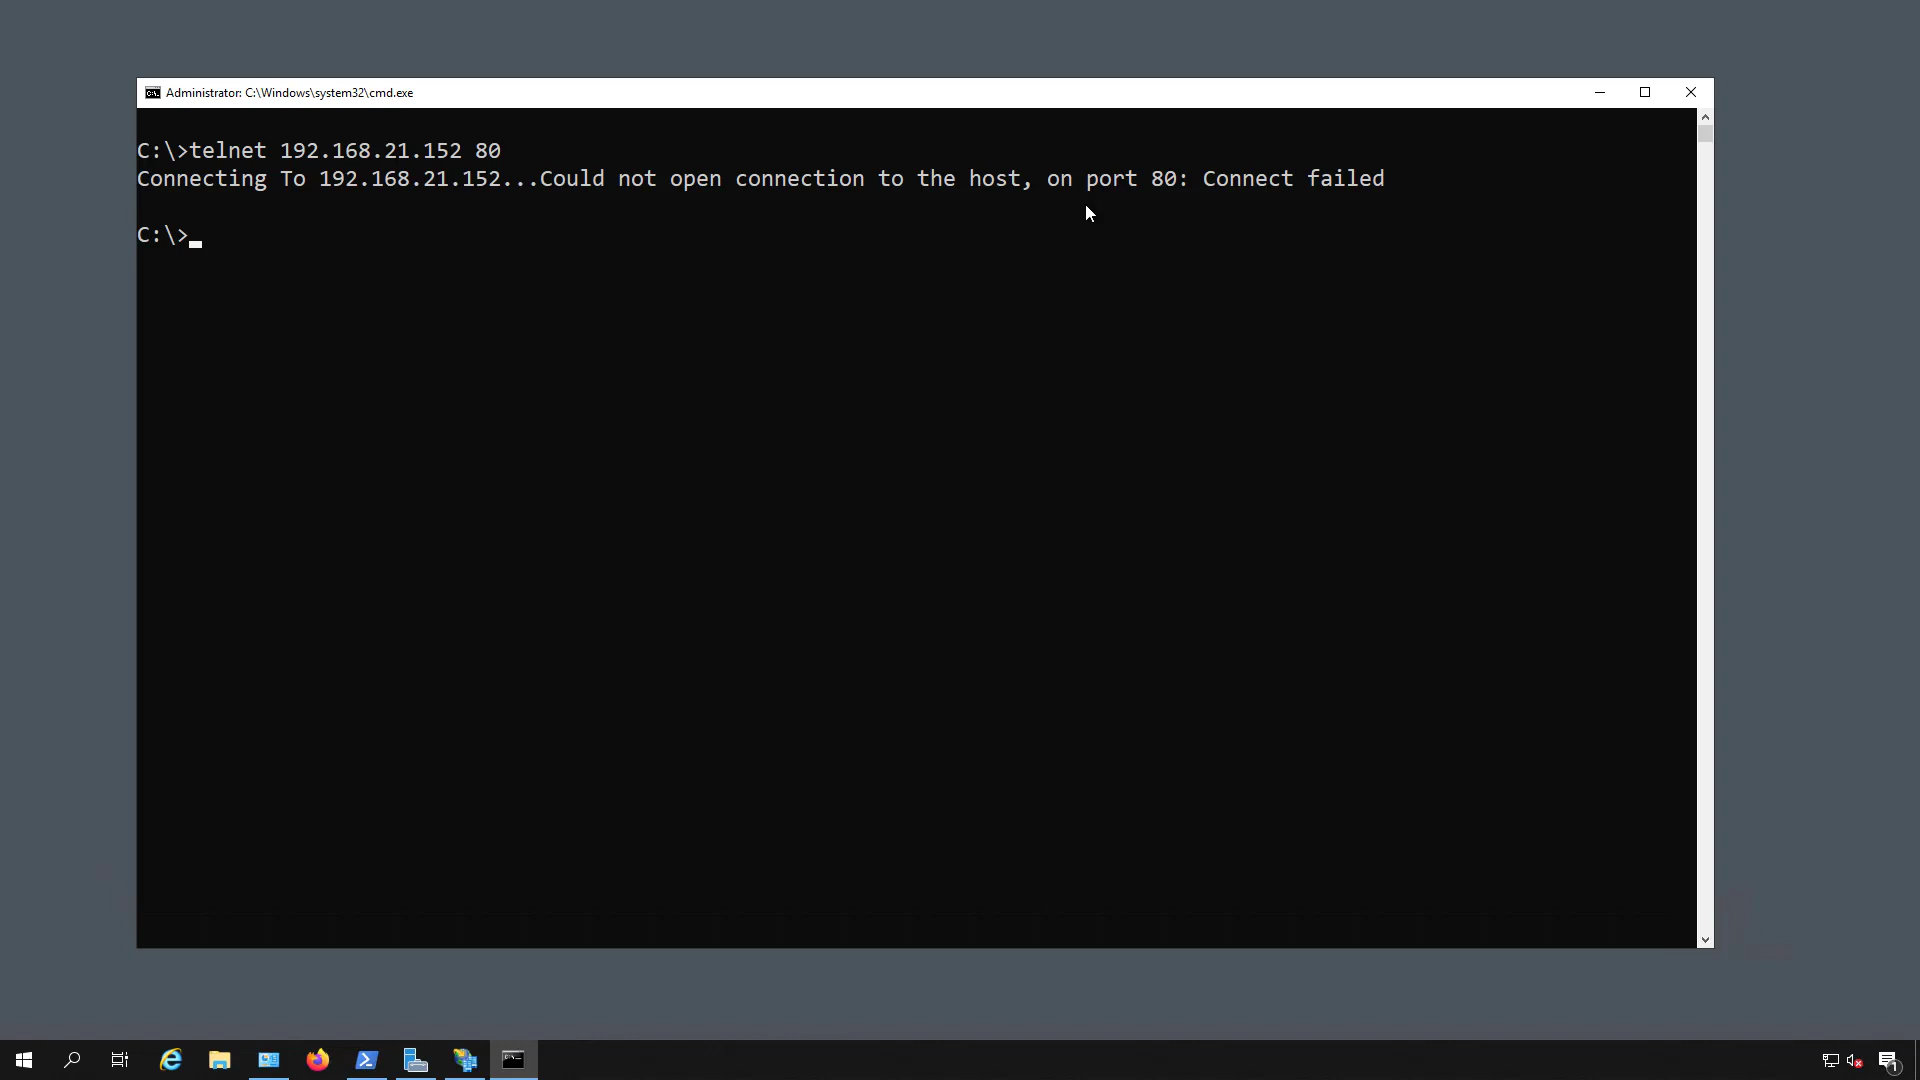 Administrator: C:\Windows\system32\cmd.exe
C:\>telnet 192.168.21.152 80
Connecting To 192.168.21.152...Could not open connection to the host, on port 80: Connect failed
C:\>
1